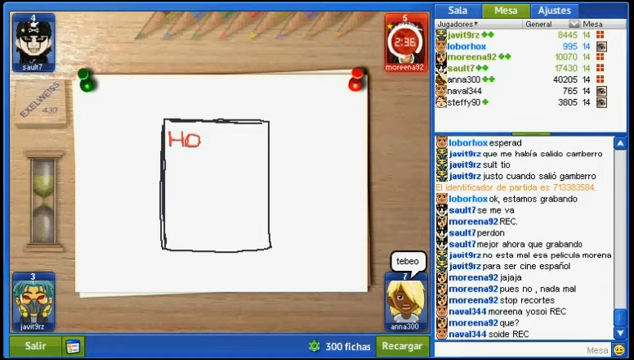 4
sault7
5
2:36
moreena92
EXELWEISS
HO
3
javit9rz
tebeo
7
anna300
Salir
300 fichas
Recargar
Sala Mesa Ajustes
Jugadores General Mesa
javit9rz 8445 14
loborhox 995 14
moreena92 10070 14
sault7 17430 14
anna300 40205 14
naval344 765 14
steffy90 3805 14
loborhox esperad
javit9rz que me había salido camberro
javit9rz sult tio
javit9rz justo cuando salió gamberro
El identificador de partida es 713383584.
loborhox ok, estamos grabando
sault7 se me va
moreena92 REC.
sault7 perdon
sault7 mejor ahora que grabando
javit9rz no esta mal esa pelicula morena
javit9rz para ser cine español
moreena92 jajaja
moreena92 pues no , nada mal
moreena92 stop recortes
naval344 moreena yosoi REC
moreena92 que?
naval344 soide REC
Mesa